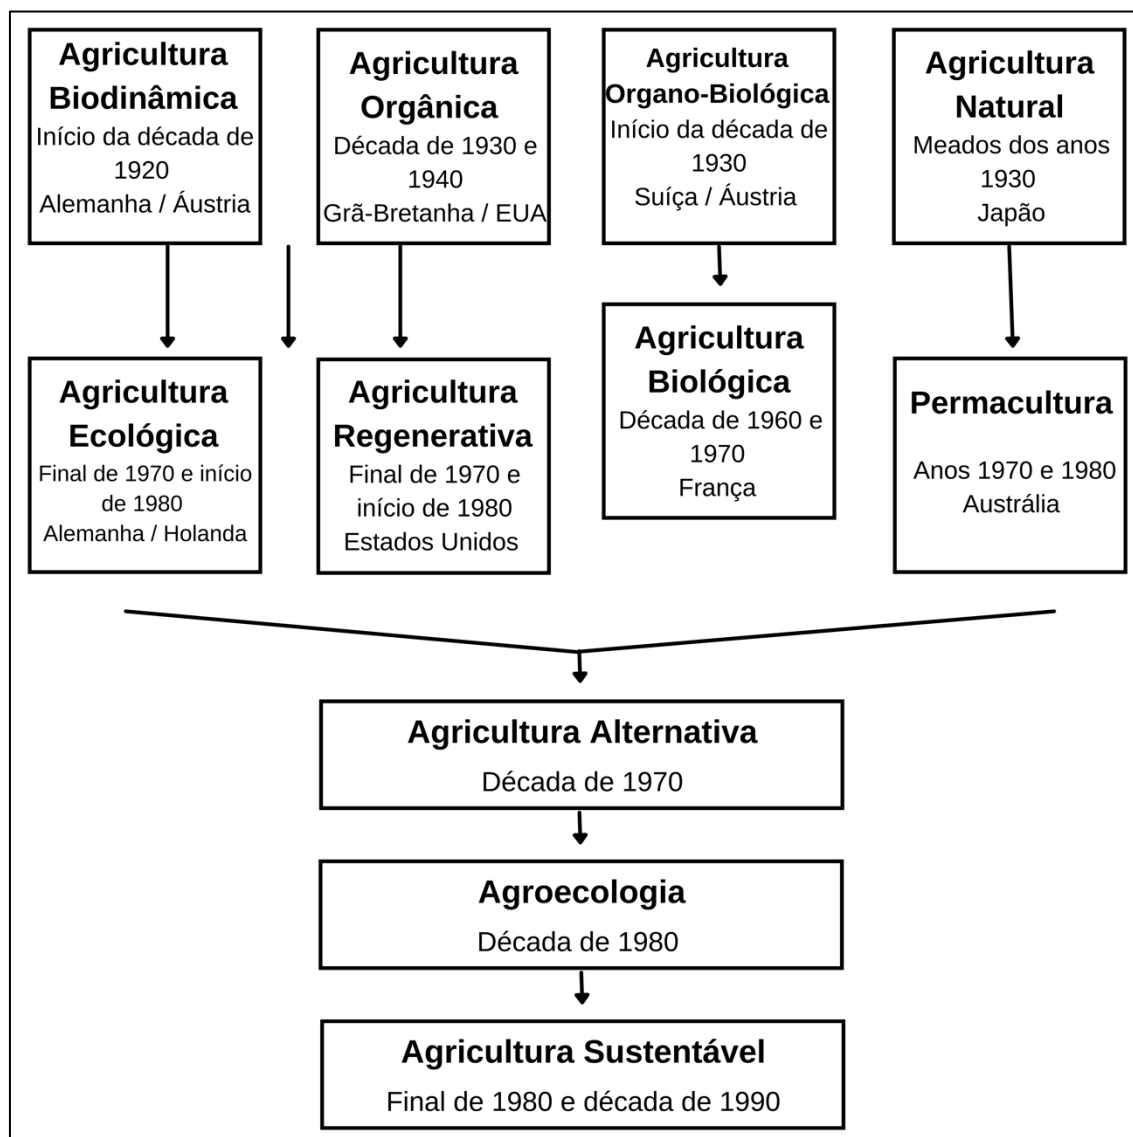 Agricultura
Biodinâmica
Início da década de
1920
Alemanha / Áustria
Agricultura
Orgânica
Década de 1930 e
1940
Grã-Bretanha / EUA
Agricultura
Organo-Biológica
Início da década de
1930
Suíça / Áustria
Agricultura
Natural
Meados dos anos
1930
Japão
Agricultura
Ecológica
Final de 1970 e início
de 1980
Alemanha / Holanda
Agricultura
Regenerativa
Final de 1970 e
início de 1980
Estados Unidos
Agricultura
Biológica
Década de 1960 e
1970
França
Permacultura
Anos 1970 e 1980
Austrália
Agricultura Alternativa
Década de 1970
Agroecologia
Década de 1980
Agricultura Sustentável
Final de 1980 e década de 1990